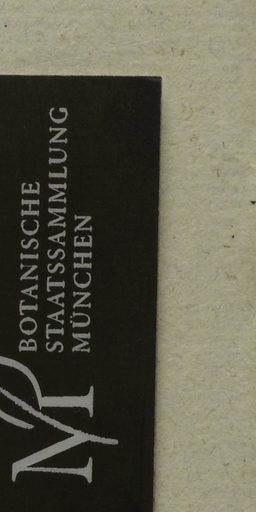 BOTANISCHE
STAATSSAMMLUNG
MÜNCHEN
M